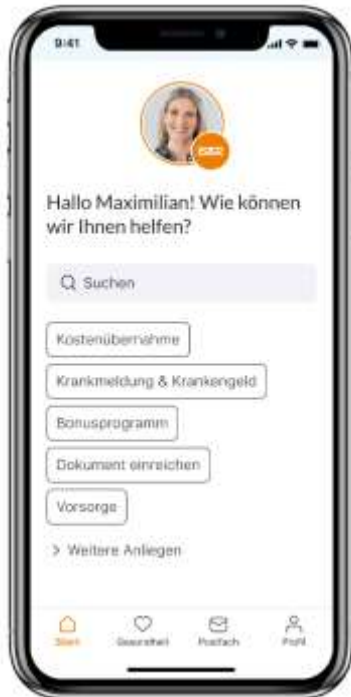 9:41
Hallo Maximilian! Wie können
wir Ihnen helfen?
Suchen
Kostenübernahme
Krankmeldung & Krankengeld
Bonusprogramm
Dokument einreichen
Vorsorge
> Weitere Anliegen
Start Gesundheit Postfach Profil